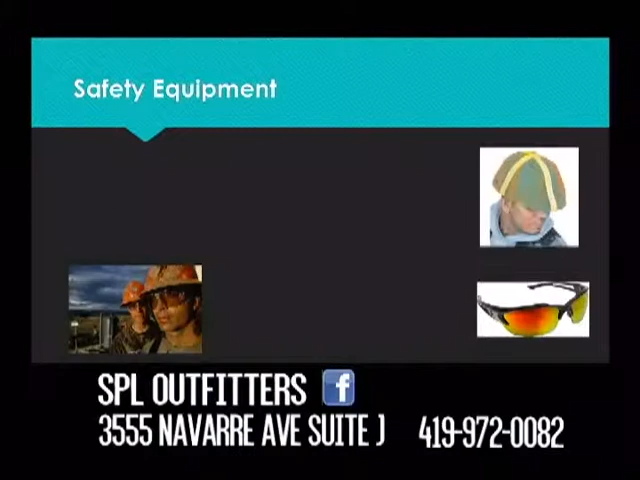 Safety Equipment
SPL OUTFITTERS
3555 NAVARRE AVE SUITE J 419-972-0082